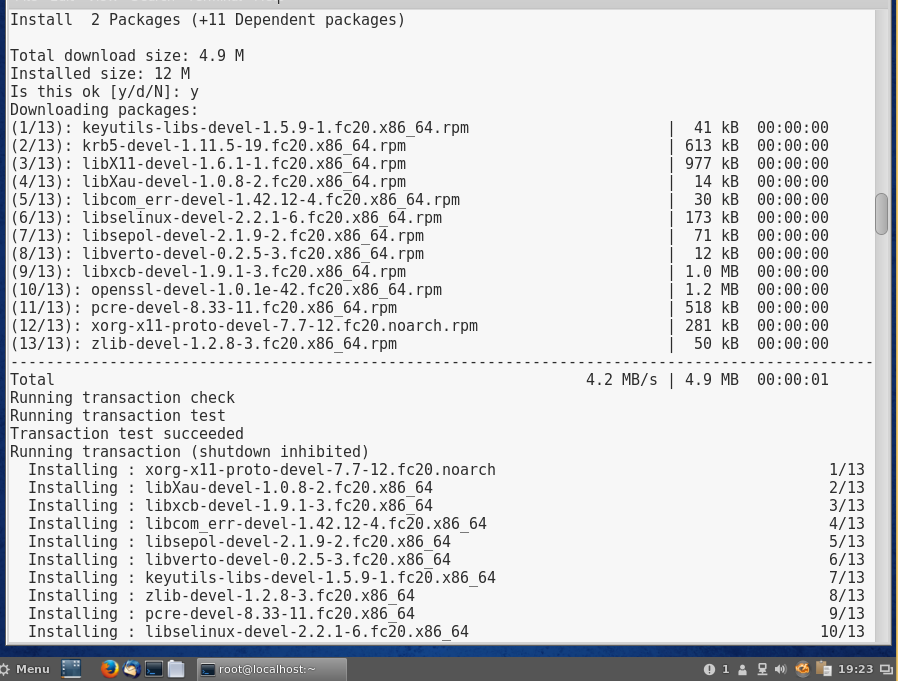 Install  2 Packages (+11 Dependent packages)
Total download size: 4.9 M
Installed size: 12 M
Is this ok [y/d/N]: y
Downloading packages:
(1/13): keyutils-libs-devel-1.5.9-1.fc20.x86_64.rpm | 41 kB 00:00:00
(2/13): krb5-devel-1.11.5-19.fc20.x86_64.rpm | 613 kB 00:00:00
(3/13): libX11-devel-1.6.1-1.fc20.x86_64.rpm | 977 kB 00:00:00
(4/13): libXau-devel-1.0.8-2.fc20.x86_64.rpm | 14 kB 00:00:00
(5/13): libcom_err-devel-1.42.12-4.fc20.x86_64.rpm | 30 kB 00:00:00
(6/13): libselinux-devel-2.2.1-6.fc20.x86_64.rpm | 173 kB 00:00:00
(7/13): libsepol-devel-2.1.9-2.fc20.x86_64.rpm | 71 kB 00:00:00
(8/13): libverto-devel-0.2.5-3.fc20.x86_64.rpm | 12 kB 00:00:00
(9/13): libxcb-devel-1.9.1-3.fc20.x86_64.rpm | 1.0 MB 00:00:00
(10/13): openssl-devel-1.0.1e-42.fc20.x86_64.rpm | 1.2 MB 00:00:00
(11/13): pcre-devel-8.33-11.fc20.x86_64.rpm | 518 kB 00:00:00
(12/13): xorg-x11-proto-devel-7.7-12.fc20.noarch.rpm | 281 kB 00:00:00
(13/13): zlib-devel-1.2.8-3.fc20.x86_64.rpm | 50 kB 00:00:00
--------------------------------------------------------------------------------
Total 4.2 MB/s | 4.9 MB 00:00:01
Running transaction check
Running transaction test
Transaction test succeeded
Running transaction (shutdown inhibited)
Installing : xorg-x11-proto-devel-7.7-12.fc20.noarch 1/13
Installing : libXau-devel-1.0.8-2.fc20.x86_64 2/13
Installing : libxcb-devel-1.9.1-3.fc20.x86_64 3/13
Installing : libcom_err-devel-1.42.12-4.fc20.x86_64 4/13
Installing : libsepol-devel-2.1.9-2.fc20.x86_64 5/13
Installing : libverto-devel-0.2.5-3.fc20.x86_64 6/13
Installing : keyutils-libs-devel-1.5.9-1.fc20.x86_64 7/13
Installing : zlib-devel-1.2.8-3.fc20.x86_64 8/13
Installing : pcre-devel-8.33-11.fc20.x86_64 9/13
Installing : libselinux-devel-2.2.1-6.fc20.x86_64 10/13
Menu root@localhost:~ 1 19:23